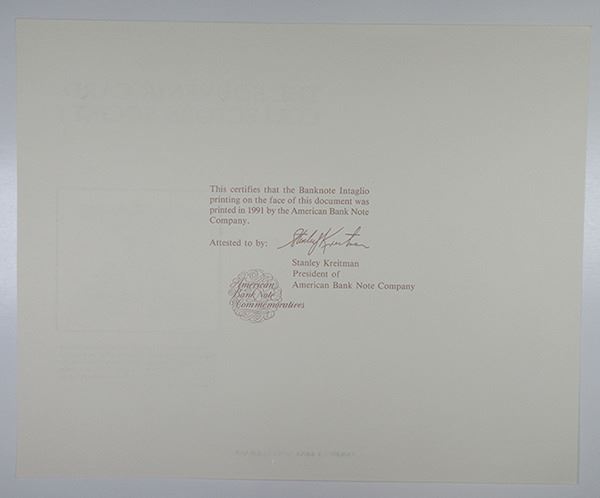 This certifies that the Banknote Intaglio
printing on the face of this document was
printed in 1991 by the American Bank Note
Company.
Attested to by: Stanley Kreitman
Stanley Kreitman
President of
American Bank Note Company
American
Bank Note
Commemoratives